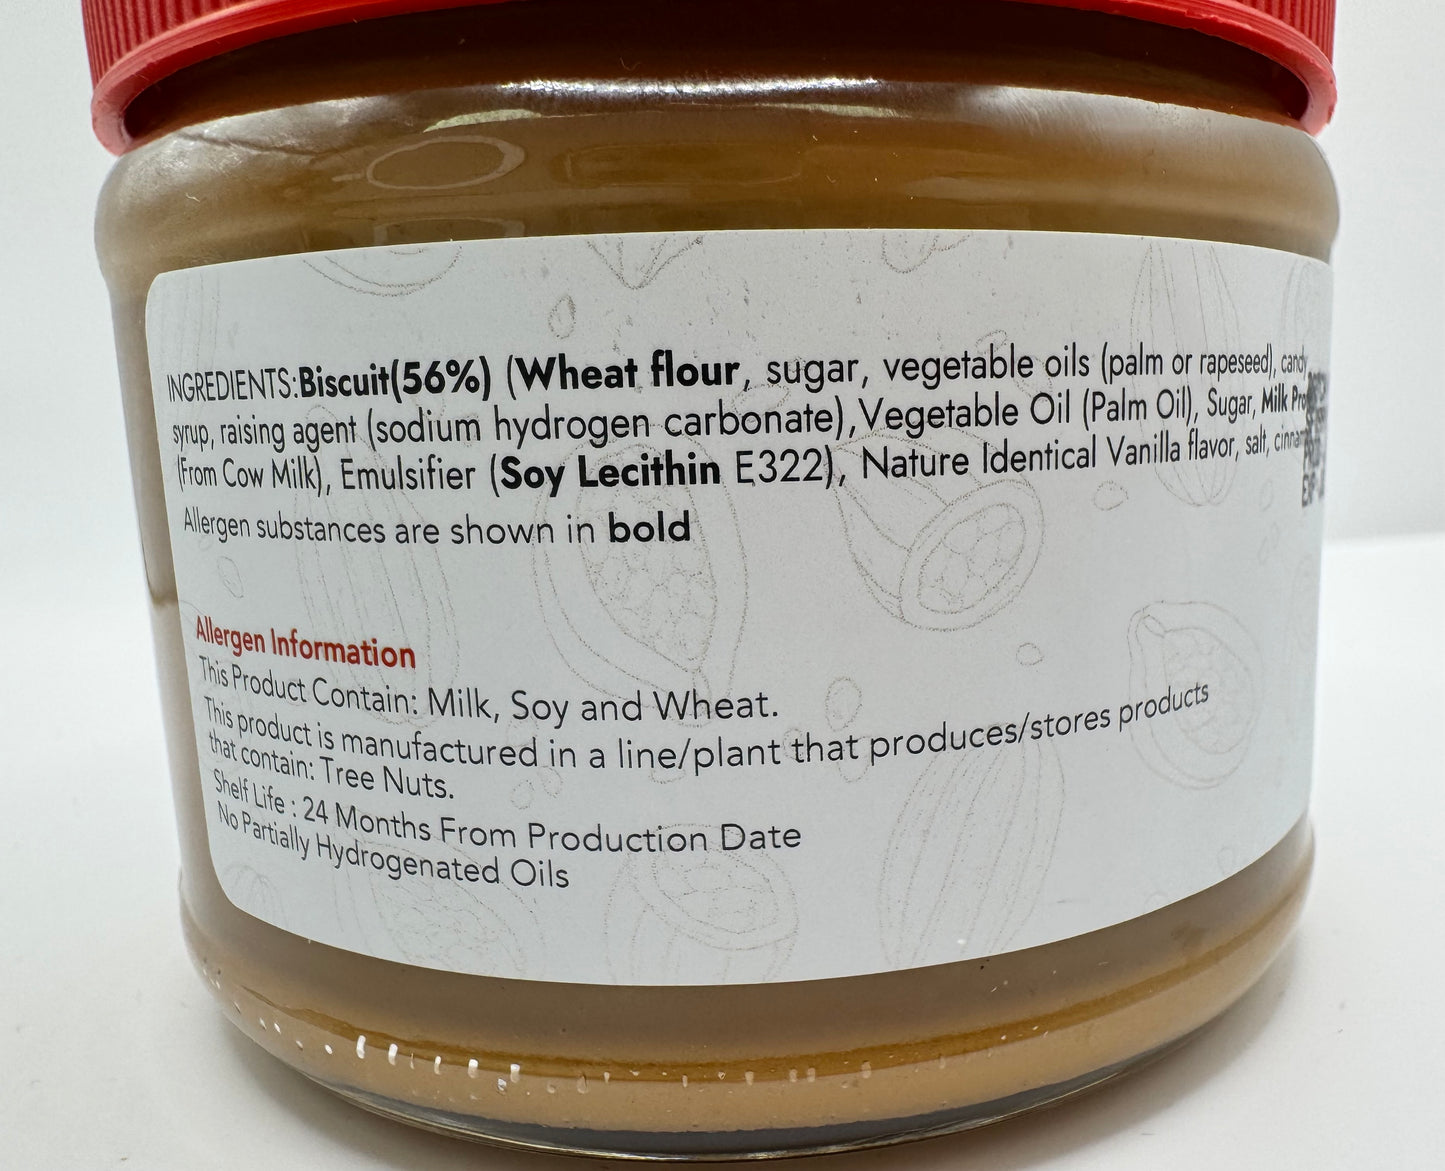 INGREDIENTS:Biscuit(56%) (Wheat flour, sugar, vegetable oils (palm or rapeseed), candy
syrup, raising agent (sodium hydrogen carbonate),Vegetable Oil (Palm Oil), Sugar, Milk
(From Cow Milk), Emulsifier (Soy Lecithin E322), Nature Identical Vanilla flavor, salt,
Allergen substances are shown in bold
Allergen Information
This Product Contain: Milk, Soy and Wheat.
This product is manufactured in a line/plant that produces/stores products
that contain: Tree Nuts.
Shelf Life : 24 Months From Production Date
No Partially Hydrogenated Oils